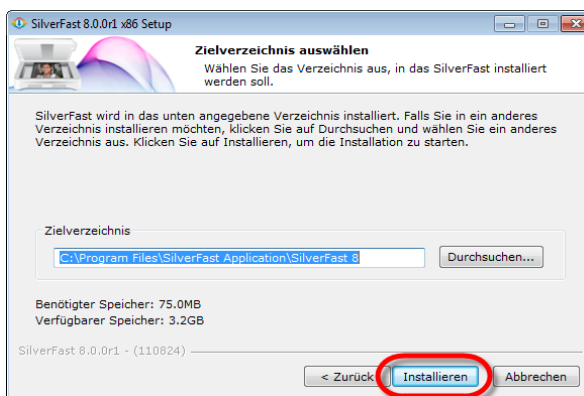 SilverFast 8.0.0r1 x86 Setup
Zielverzeichnis auswählen
Wählen Sie das Verzeichnis aus, in das SilverFast installiert
werden soll.
SilverFast wird in das unten angegebene Verzeichnis installiert. Falls Sie in ein anderes
Verzeichnis installieren möchten, klicken Sie auf Durchsuchen und wählen Sie ein anderes
Verzeichnis aus. Klicken Sie auf Installieren, um die Installation zu starten.
Zielverzeichnis
C:\Program Files\SilverFast Application\SilverFast 8
Durchsuchen...
Benötigter Speicher: 75.0MB
Verfügbarer Speicher: 3.2GB
SilverFast 8.0.0r1 - (110824)
< Zurück Installieren Abbrechen